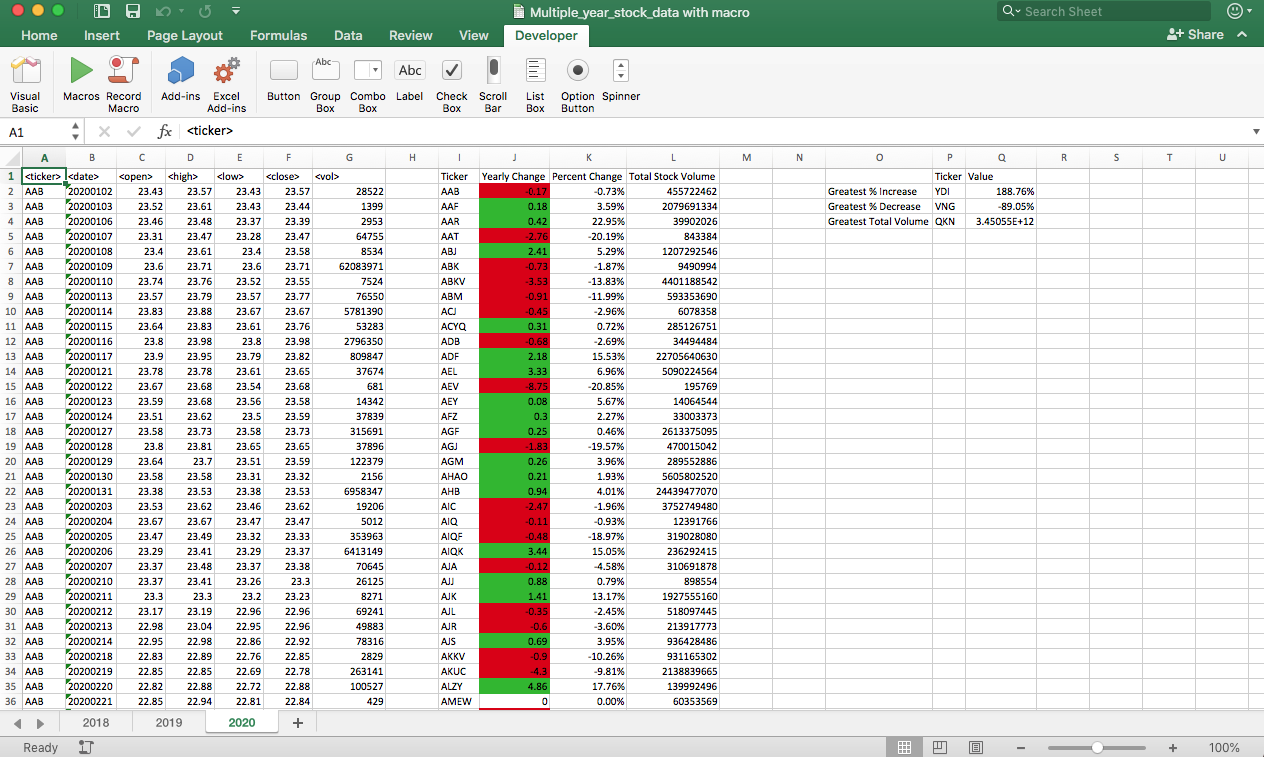 Multiple_year_stock_data with macro
Search Sheet
Home Insert Page Layout Formulas Data Review View Developer
Share
Visual Basic Macros Record Macro Add-ins Excel Add-ins Button Abc Group Box Combo Box Abc Label Check Box Scroll Bar List Box Option Button Spinner
A1 fx <ticker>
A B C D E F G H I J K L M N O P Q R S T U
1 <ticker> <date> <open> <high> <low> <close> <vol> Ticker Yearly Change Percent Change Total Stock Volume Ticker Value
2 AAB 20200102 23.43 23.57 23.43 23.57 28522 AAB -0.17 -0.73% 455722462 Greatest % Increase YDI 188.76%
3 AAB 20200103 23.52 23.61 23.43 23.44 1399 AAF 0.18 3.59% 2079691334 Greatest % Decrease VNG -89.05%
4 AAB 20200106 23.46 23.48 23.37 23.39 2953 AAR 0.42 22.95% 39902026 Greatest Total Volume QKN 3.45055E+12
5 AAB 20200107 23.31 23.47 23.28 23.47 64755 AAT -2.76 -20.19% 843384
6 AAB 20200108 23.4 23.61 23.4 23.58 8534 ABJ 2.41 5.29% 1207292546
7 AAB 20200109 23.6 23.71 23.6 23.71 62083971 ABK -0.73 -1.87% 9490994
8 AAB 20200110 23.74 23.76 23.52 23.55 7524 ABKV -3.53 -13.83% 4401188542
9 AAB 20200113 23.57 23.79 23.57 23.77 76550 ABM -0.91 -11.99% 593353690
10 AAB 20200114 23.83 23.88 23.67 23.67 5781390 ACJ -0.45 -2.96% 6078358
11 AAB 20200115 23.64 23.83 23.61 23.76 53283 ACYQ 0.31 0.72% 285126751
12 AAB 20200116 23.8 23.98 23.8 23.98 2796350 ADB -0.68 -2.69% 34494484
13 AAB 20200117 23.9 23.95 23.79 23.82 809847 ADF 2.18 15.53% 22705640630
14 AAB 20200121 23.78 23.78 23.61 23.65 37674 AEL 3.33 6.96% 5090224564
15 AAB 20200122 23.67 23.68 23.54 23.68 681 AEV -8.75 -20.85% 195769
16 AAB 20200123 23.59 23.68 23.56 23.58 14342 AEY 0.08 5.67% 14064544
17 AAB 20200124 23.51 23.62 23.5 23.59 37839 AFZ 0.3 2.27% 33003373
18 AAB 20200127 23.58 23.73 23.58 23.73 315691 AGF 0.25 0.46% 2613375095
19 AAB 20200128 23.8 23.81 23.65 23.65 37896 AGJ -1.83 -19.57% 470015042
20 AAB 20200129 23.64 23.7 23.51 23.59 122379 AGM 0.26 3.96% 289552886
21 AAB 20200130 23.58 23.58 23.31 23.32 2156 AHAO 0.21 1.93% 5605802520
22 AAB 20200131 23.38 23.53 23.38 23.53 6958347 AHB 0.94 4.01% 24439477070
23 AAB 20200203 23.53 23.62 23.46 23.62 19206 AIC -2.47 -1.96% 3752749480
24 AAB 20200204 23.67 23.67 23.47 23.47 5012 AIQ -0.11 -0.93% 12391766
25 AAB 20200205 23.47 23.49 23.32 23.33 353963 AIQF -0.48 -18.97% 319028080
26 AAB 20200206 23.29 23.41 23.29 23.37 6413149 AIQK 3.44 15.05% 236292415
27 AAB 20200207 23.37 23.48 23.37 23.38 70645 AJA -0.12 -4.58% 310691878
28 AAB 20200210 23.37 23.41 23.26 23.3 26125 AJJ 0.88 0.79% 898554
29 AAB 20200211 23.3 23.3 23.2 23.23 8271 AJK 1.41 13.17% 1927555160
30 AAB 20200212 23.17 23.19 22.96 22.96 69241 AJL -0.35 -2.45% 518097445
31 AAB 20200213 22.98 23.04 22.95 22.96 49883 AJR -0.6 -3.60% 213917773
32 AAB 20200214 22.95 22.98 22.86 22.92 78316 AJS 0.69 3.95% 936428486
33 AAB 20200218 22.83 22.89 22.76 22.85 2829 AKKV -0.9 -10.26% 931165302
34 AAB 20200219 22.85 22.85 22.69 22.78 263141 AKUC -4.3 -9.81% 2138839665
35 AAB 20200220 22.82 22.88 22.72 22.88 100527 ALZY 4.86 17.76% 139992496
36 AAB 20200221 22.85 22.94 22.81 22.84 429 AMEW 0 0.00% 60353569
2018 2019 2020 +
Ready 100%